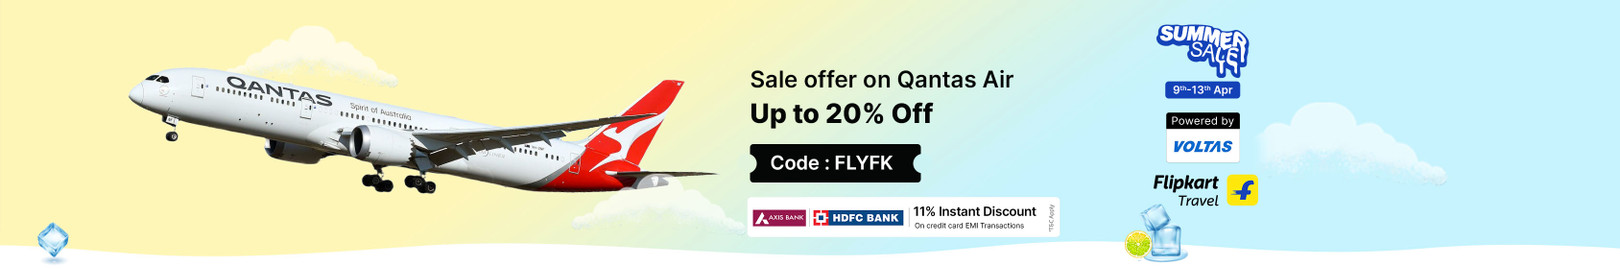 QANTAS
Spirit of Australia
Sale offer on Qantas Air
Up to 20% Off
Code : FLYFK
AXIS BANK
HDFC BANK
11% Instant Discount
On credit card EMI Transactions
*T&C Apply
SUMMER
SALE
9th-13th Apr
Powered by
VOLTAS
Flipkart
Travel